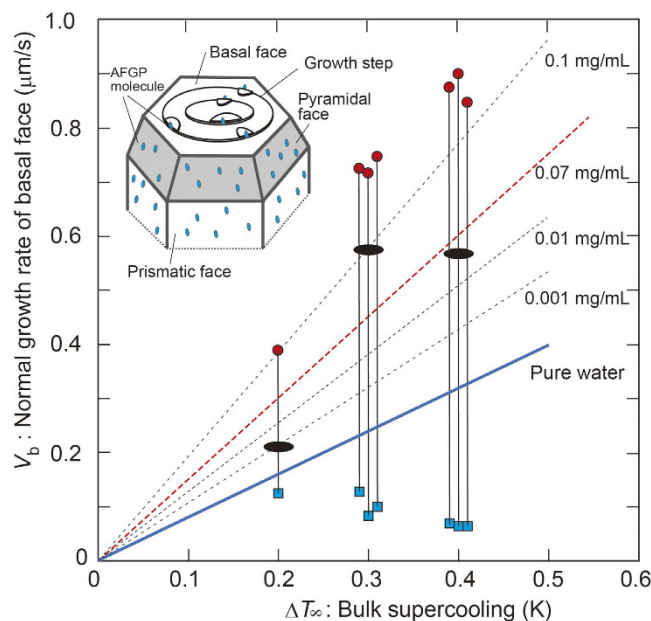 1.0
0.8
0.6
0.4
0.2
0
V_b : Normal growth rate of basal face (μm/s)
Basal face
AFGP
molecule
Growth step
Pyramidal
face
Prismatic face
0.1 mg/mL
0.07 mg/mL
0.01 mg/mL
0.001 mg/mL
Pure water
0 0.1 0.2 0.3 0.4 0.5 0.6
ΔT∞ : Bulk supercooling (K)